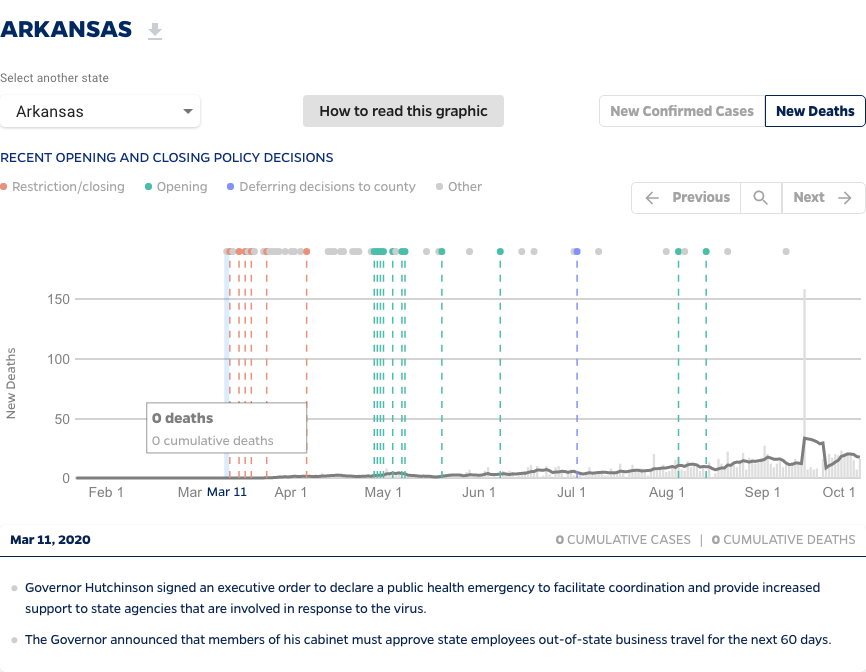 ARKANSAS
Select another state
Arkansas
How to read this graphic
New Confirmed Cases
New Deaths
RECENT OPENING AND CLOSING POLICY DECISIONS
Restriction/closing
Opening
Deferring decisions to county
Other
Previous
Next
New Deaths
150
100
50
0
0 deaths
0 cumulative deaths
Feb 1
Mar
Mar 11
Apr 1
May 1
Jun 1
Jul 1
Aug 1
Sep 1
Oct 1
Mar 11, 2020
0 CUMULATIVE CASES | 0 CUMULATIVE DEATHS
Governor Hutchinson signed an executive order to declare a public health emergency to facilitate coordination and provide increased
support to state agencies that are involved in response to the virus.
The Governor announced that members of his cabinet must approve state employees out-of-state business travel for the next 60 days.